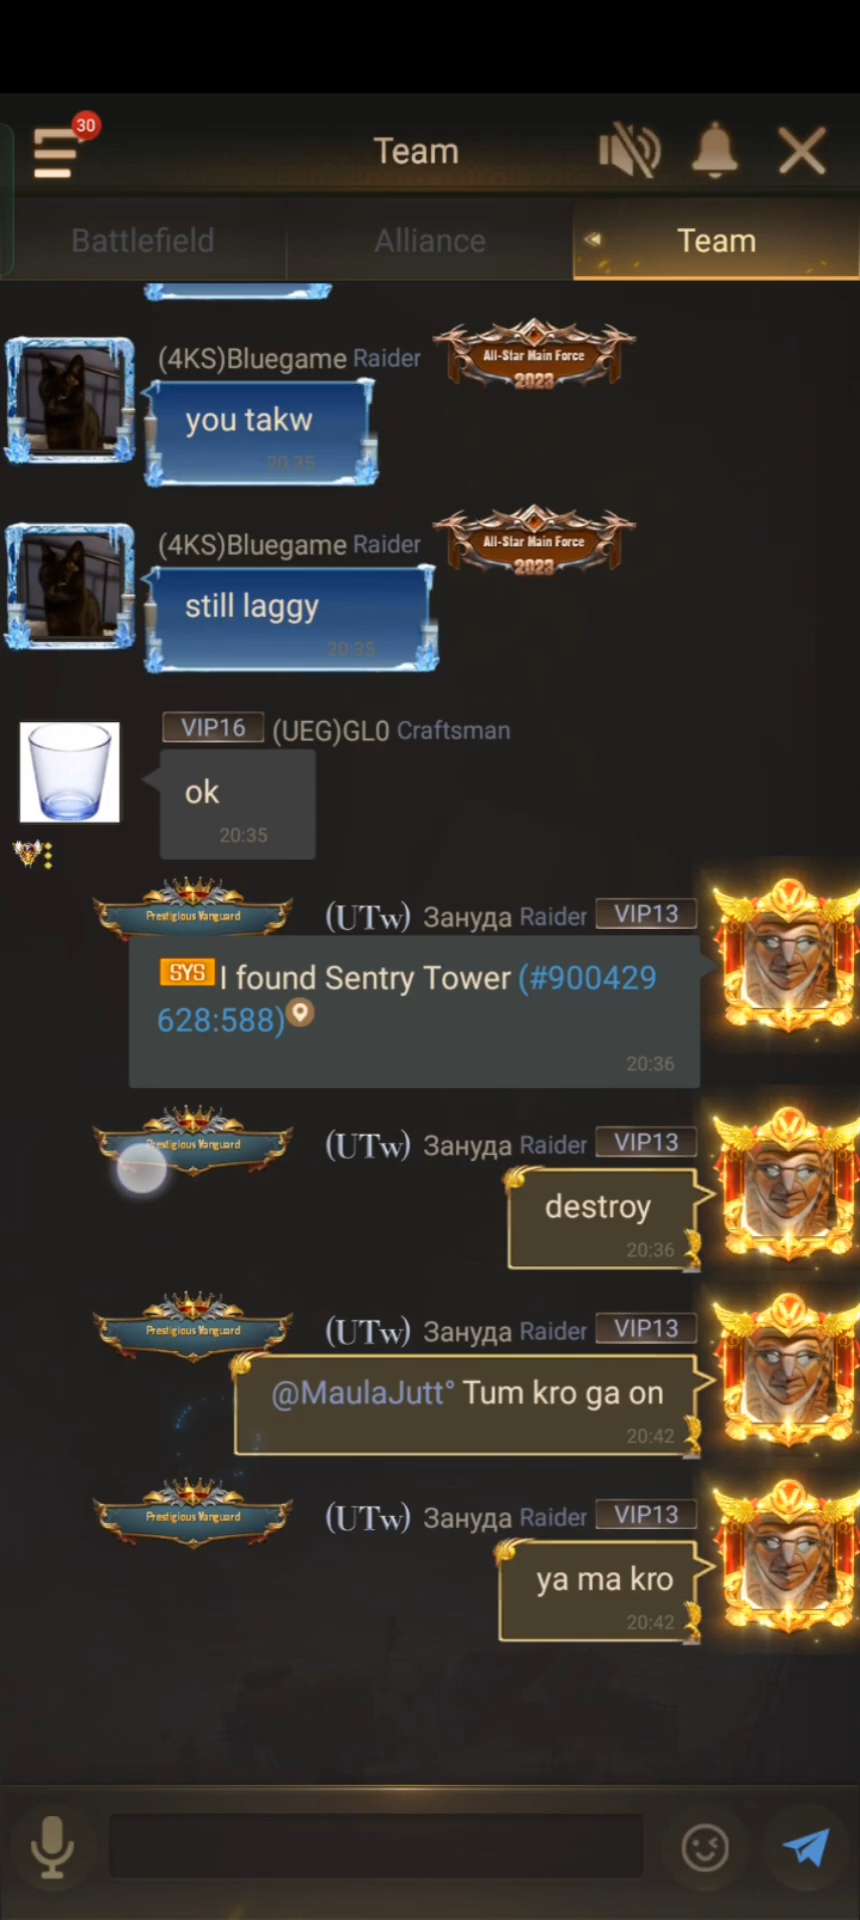 30
Team
Battlefield
Alliance
Team
(4KS)Bluegame Raider
All-Star Main Force
2023
you takw
20:35
(4KS)Bluegame Raider
All-Star Main Force
2023
still laggy
20:35
VIP16 (UEG)GL0 Craftsman
ok
20:35
Prestigious Vanguard
(UTw) Зануда Raider VIP13
SYS I found Sentry Tower (#900429
628:588)
20:36
Prestigious Vanguard
(UTw) Зануда Raider VIP13
destroy
20:36
Prestigious Vanguard
(UTw) Зануда Raider VIP13
@MaulaJutt° Tum kro ga on
20:42
Prestigious Vanguard
(UTw) Зануда Raider VIP13
ya ma kro
20:42